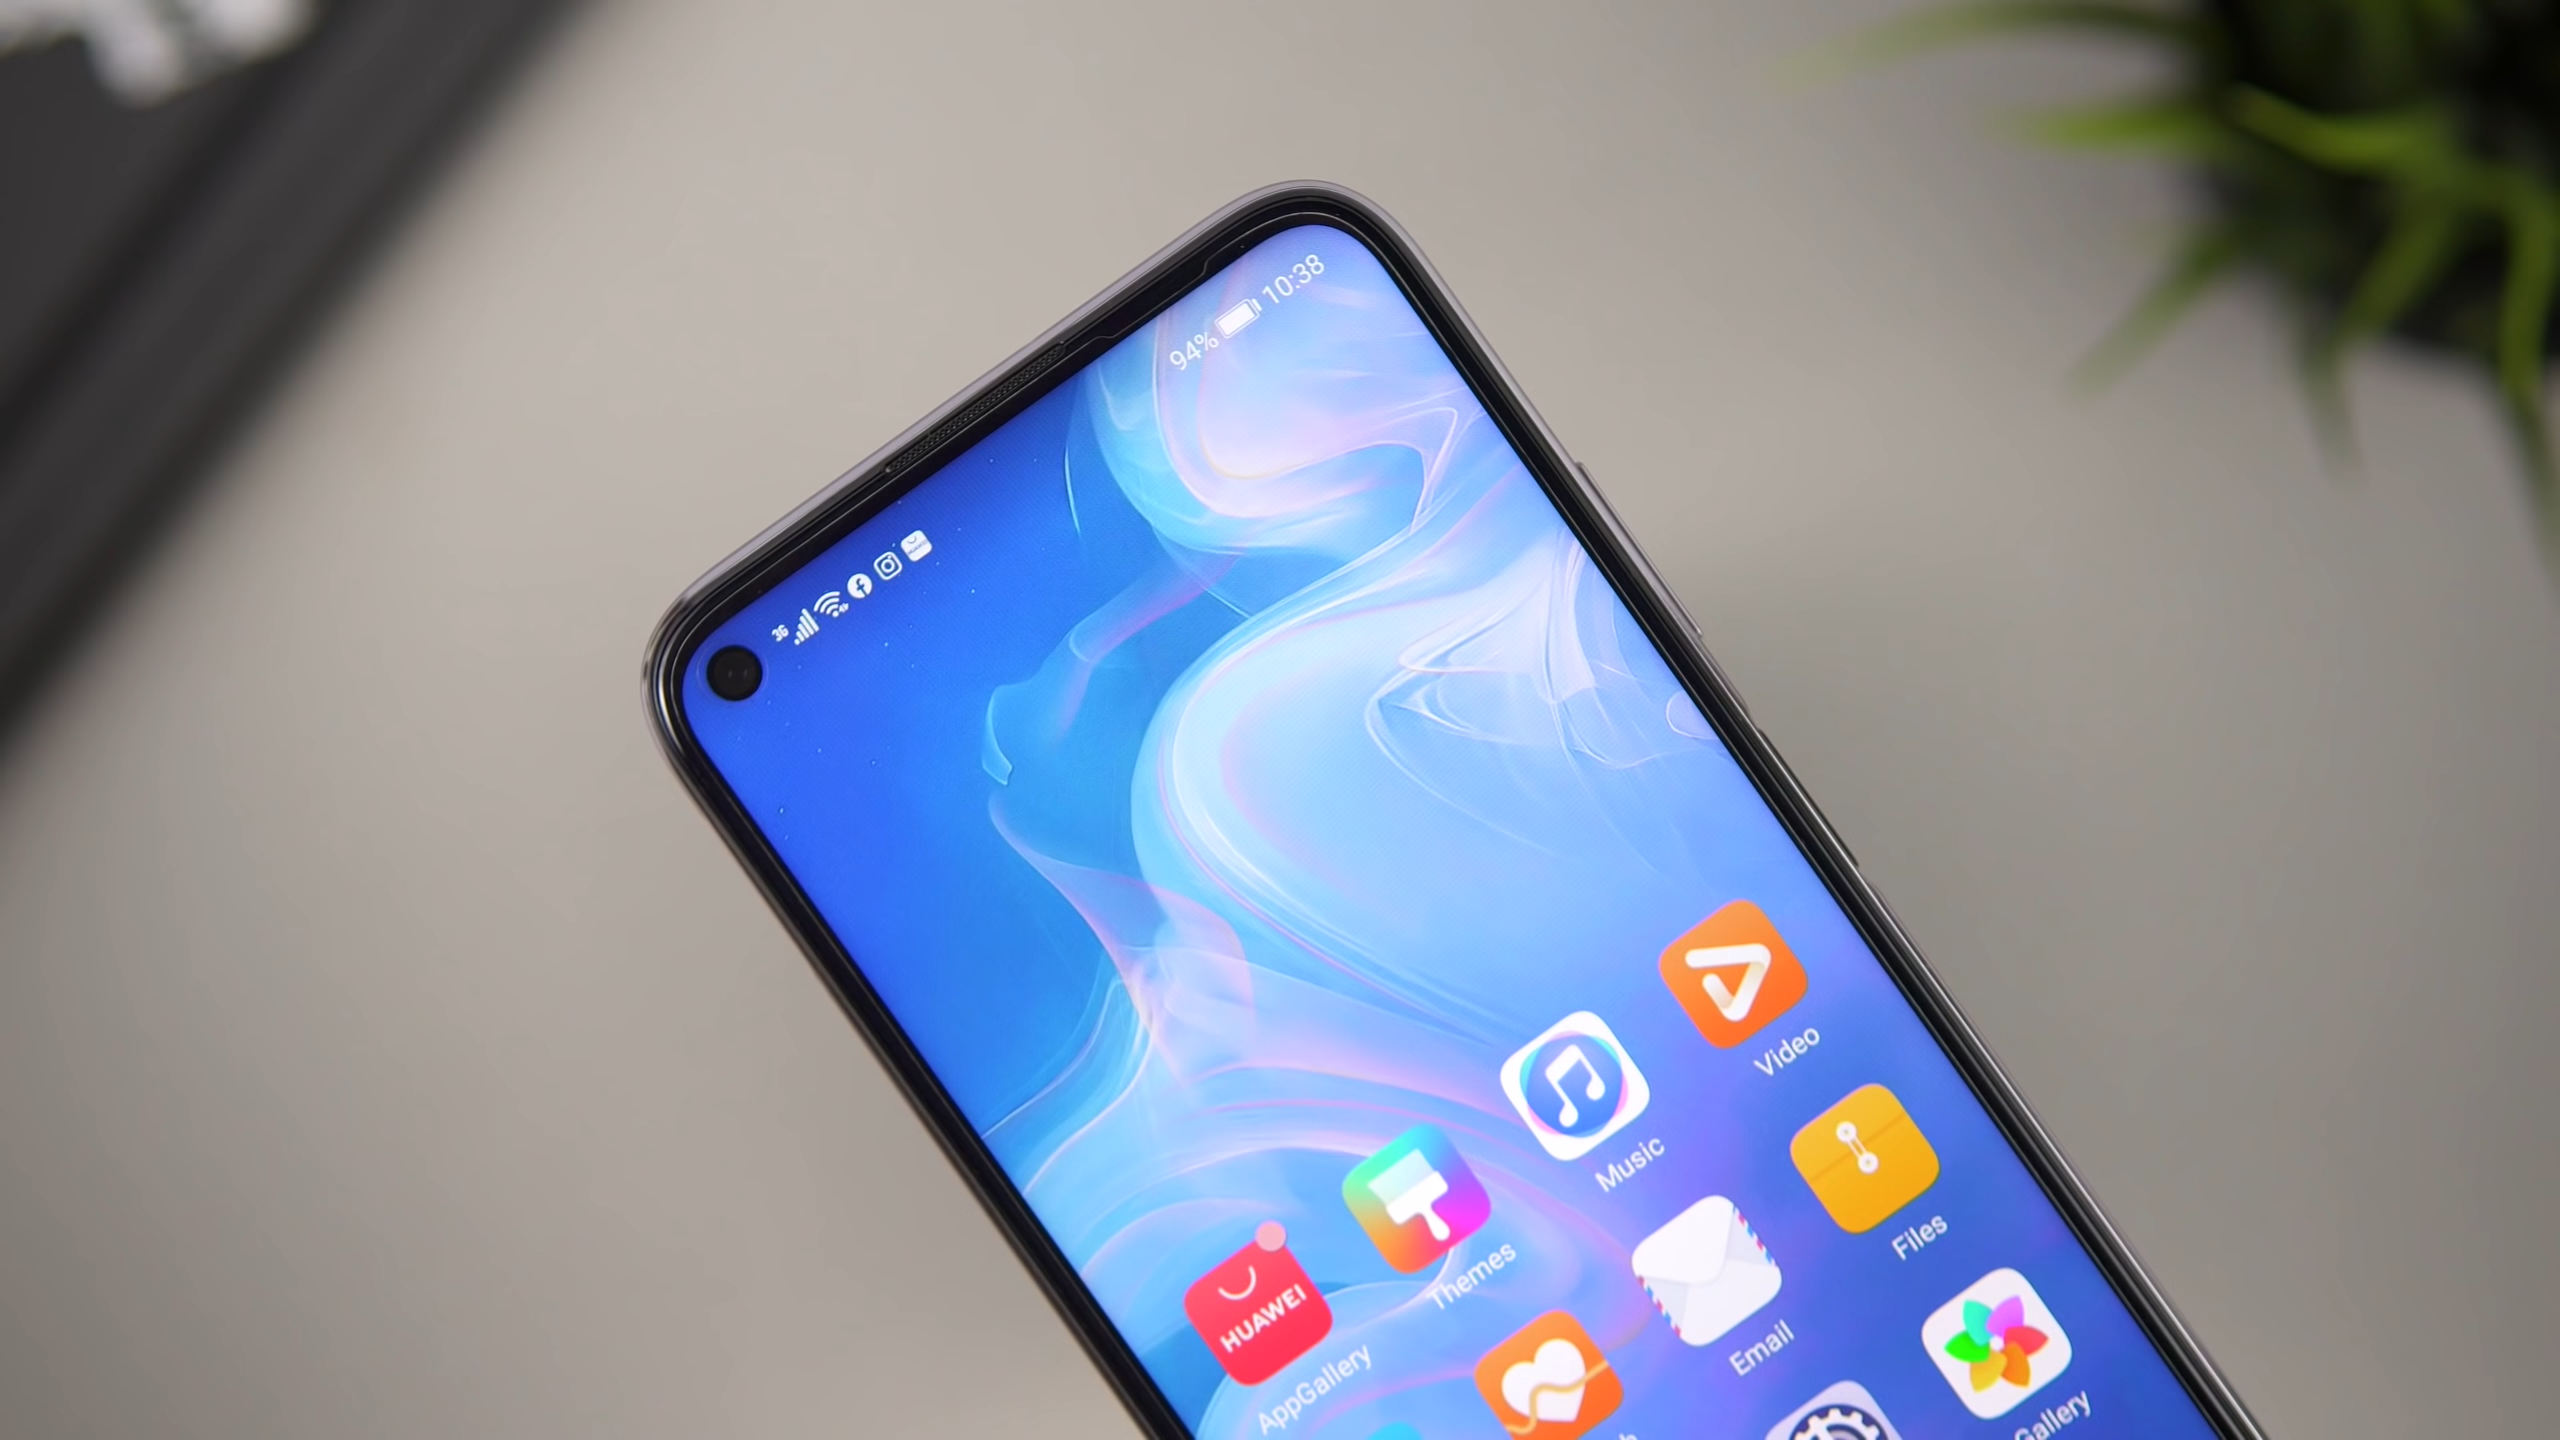 3G
94% 10:38
Video
Music
Themes
HUAWEI
AppGallery
Files
Email
Gallery